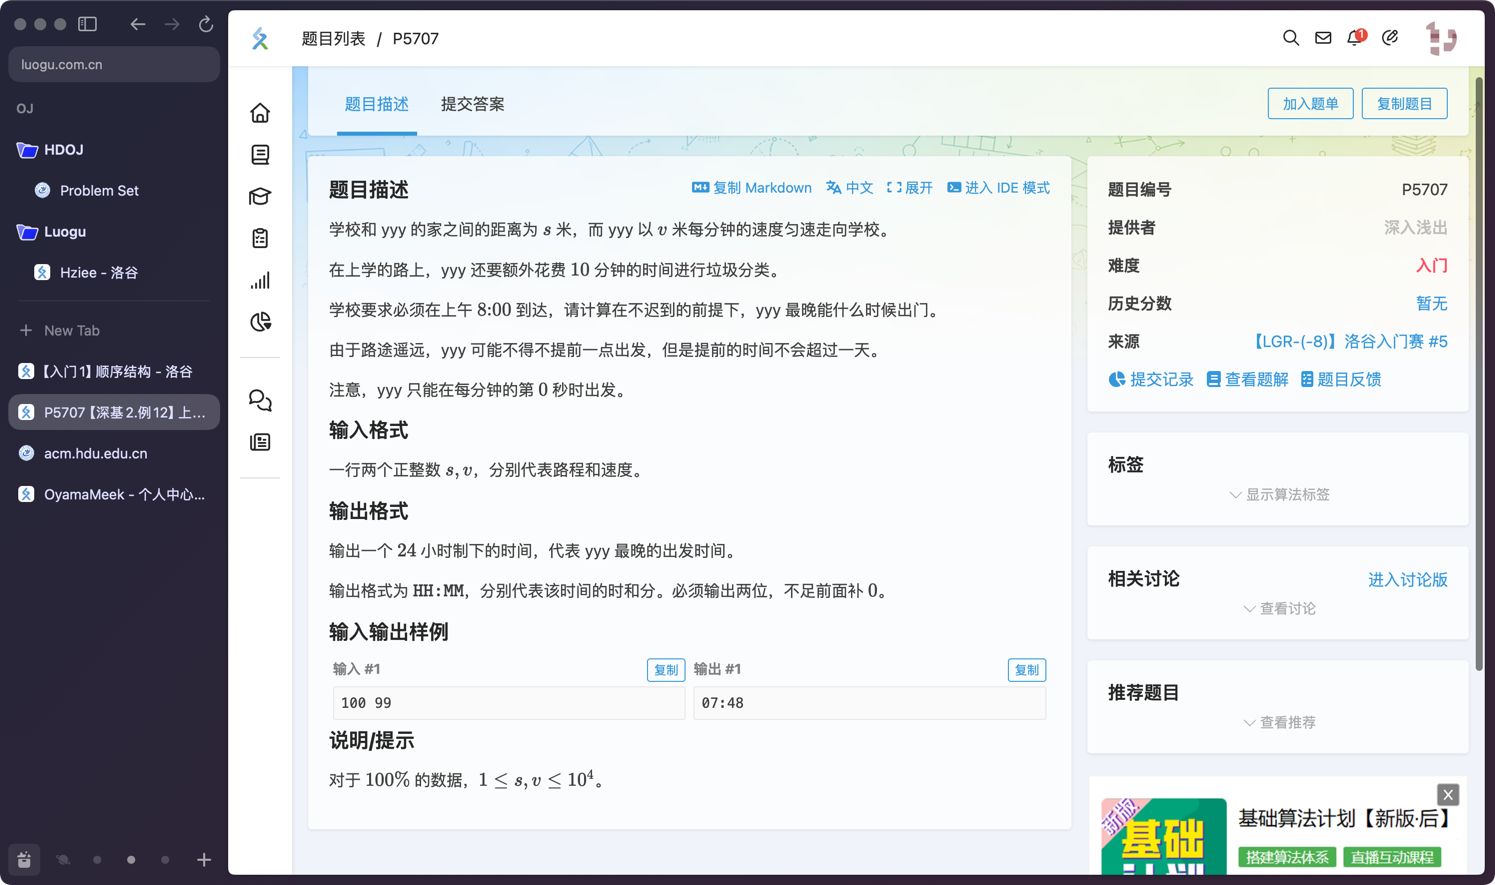 luogu.com.cn
OJ
HDOJ
Problem Set
Luogu
Hziee - 洛谷
New Tab
【入门1】顺序结构 - 洛谷
P5707【深基2.例12】上...
acm.hdu.edu.cn
OyamaMeek - 个人中心...
题目列表 / P5707
1
题目描述 提交答案
加入题单 复制题目
题目描述
复制 Markdown 中文 展开 进入 IDE 模式
学校和 yyy 的家之间的距离为 s 米，而 yyy 以 v 米每分钟的速度匀速走向学校。
在上学的路上，yyy 还要额外花费 10 分钟的时间进行垃圾分类。
学校要求必须在上午 8:00 到达，请计算在不迟到的前提下，yyy 最晚能什么时候出门。
由于路途遥远，yyy 可能不得不提前一点出发，但是提前的时间不会超过一天。
注意，yyy 只能在每分钟的第 0 秒时出发。
输入格式
一行两个正整数 s, v，分别代表路程和速度。
输出格式
输出一个 24 小时制下的时间，代表 yyy 最晚的出发时间。
输出格式为 HH:MM，分别代表该时间的时和分。必须输出两位，不足前面补 0。
输入输出样例
输入 #1 复制 输出 #1 复制
100 99
07:48
说明/提示
对于 100% 的数据，1 ≤ s, v ≤ 10⁴。
题目编号 P5707
提供者 深入浅出
难度 入门
历史分数 暂无
来源 【LGR-(-8)】洛谷入门赛 #5
提交记录 查看题解 题目反馈
标签
显示算法标签
相关讨论 进入讨论版
查看讨论
推荐题目
查看推荐
X
新版
基础
计划
基础算法计划【新版·后】
搭建算法体系 直播互动课程